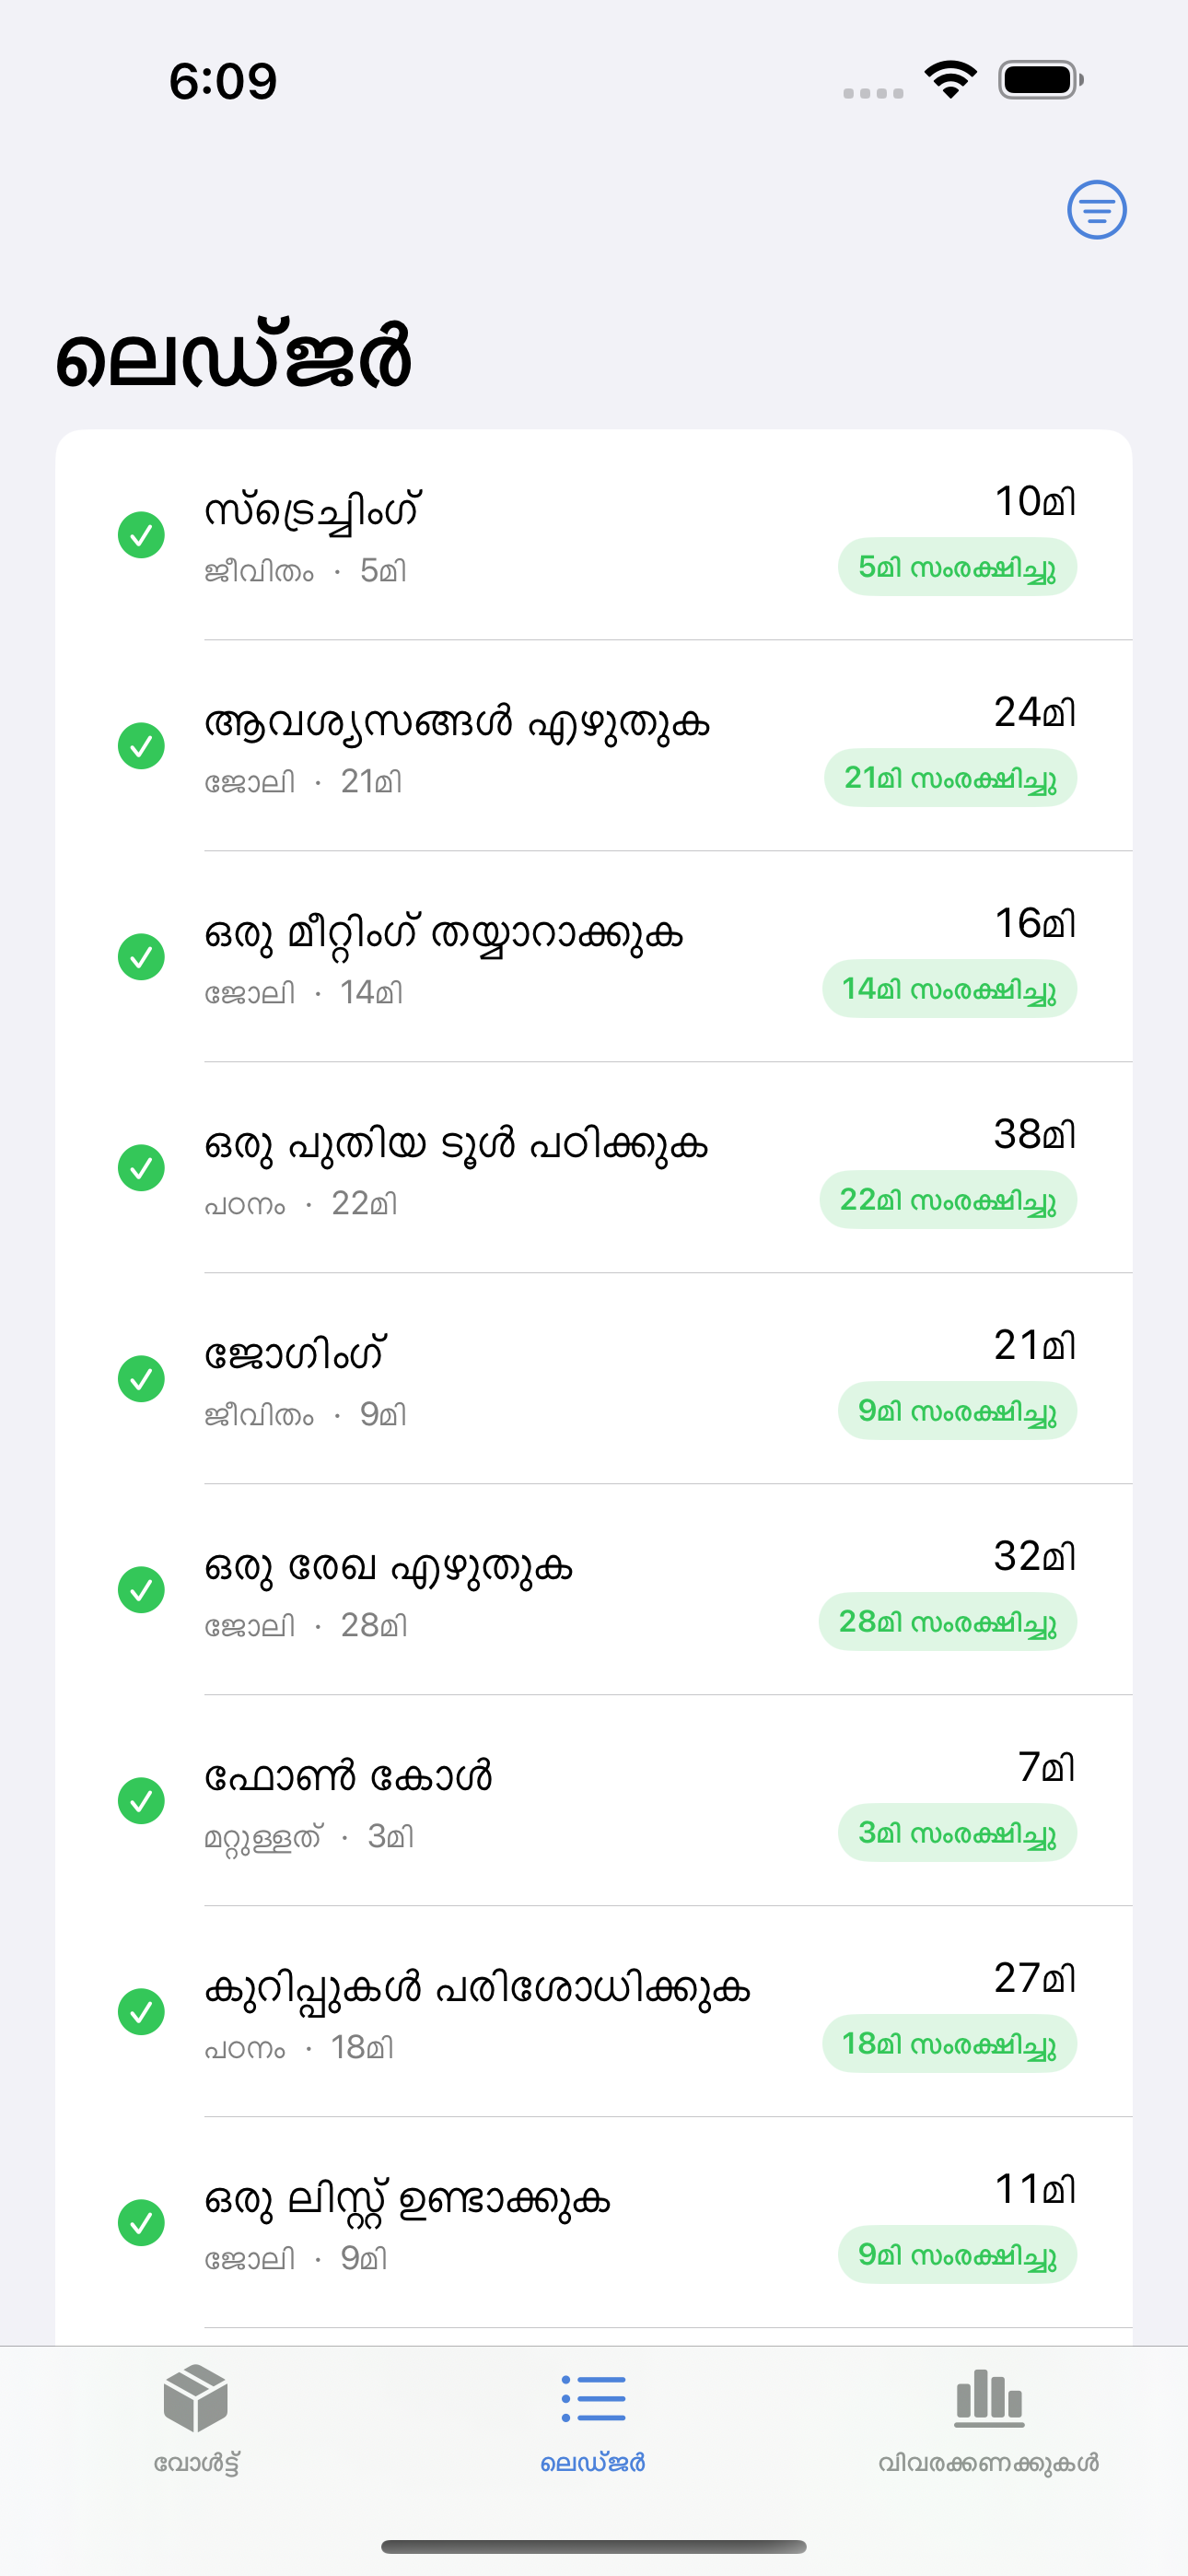 6:09
ലെഡ്ജർ
സ്ട്രെച്ചിംഗ്
10മി
ജീവിതം · 5മി
5മി സംരക്ഷിച്ചു
ആവശ്യസങ്ങൾ എഴുതുക
24മി
ജോലി · 21മി
21മി സംരക്ഷിച്ചു
ഒരു മീറ്റിംഗ് തയ്യാറാക്കുക
16മി
ജോലി · 14മി
14മി സംരക്ഷിച്ചു
ഒരു പുതിയ ടൂൾ പഠിക്കുക
38മി
പഠനം · 22മി
22മി സംരക്ഷിച്ചു
ജോഗിംഗ്
21മി
ജീവിതം · 9മി
9മി സംരക്ഷിച്ചു
ഒരു രേഖ എഴുതുക
32മി
ജോലി · 28മി
28മി സംരക്ഷിച്ചു
ഫോൺ കോൾ
7മി
മറ്റുള്ളത് · 3മി
3മി സംരക്ഷിച്ചു
കുറിപ്പുകൾ പരിശോധിക്കുക
27മി
പഠനം · 18മി
18മി സംരക്ഷിച്ചു
ഒരു ലിസ്റ്റ് ഉണ്ടാക്കുക
11മി
ജോലി · 9മി
9മി സംരക്ഷിച്ചു
വോൾട്ട്
ലെഡ്ജർ
വിവരക്കണക്കുകൾ